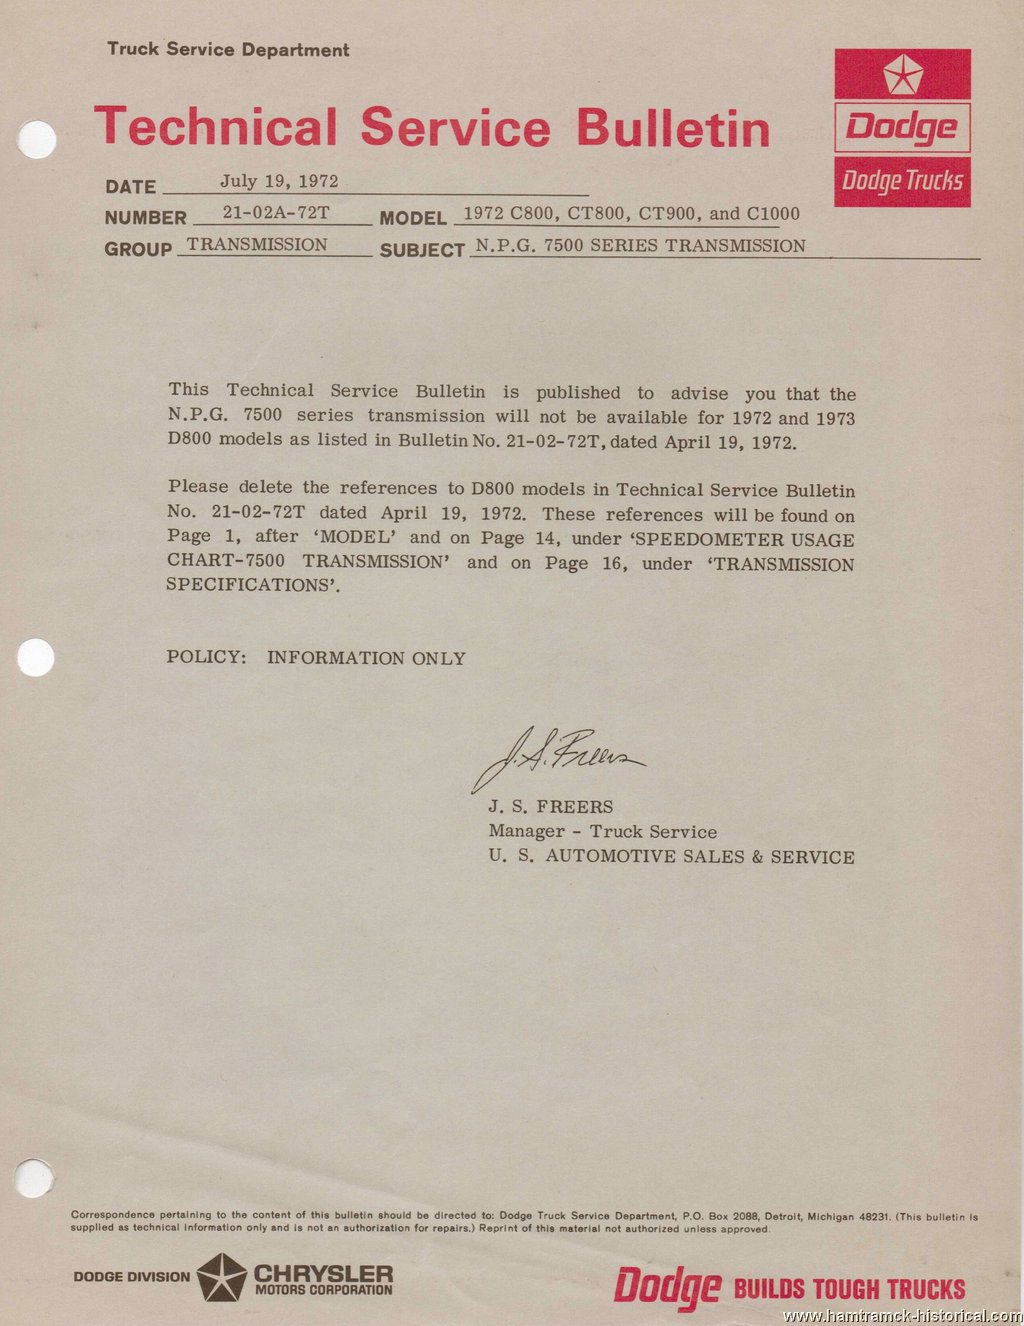 Truck Service Department
Technical Service Bulletin
Dodge
Dodge Trucks
DATE July 19, 1972
NUMBER 21-02A-72T MODEL 1972 C800, CT800, CT900, and C1000
GROUP TRANSMISSION SUBJECT N.P.G. 7500 SERIES TRANSMISSION
This Technical Service Bulletin is published to advise you that the
N.P.G. 7500 series transmission will not be available for 1972 and 1973
D800 models as listed in Bulletin No. 21-02-72T, dated April 19, 1972.
Please delete the references to D800 models in Technical Service Bulletin
No. 21-02-72T dated April 19, 1972. These references will be found on
Page 1, after ‘MODEL’ and on Page 14, under ‘SPEEDOMETER USAGE
CHART-7500 TRANSMISSION’ and on Page 16, under ‘TRANSMISSION
SPECIFICATIONS’.
POLICY: INFORMATION ONLY
J. S. Freers
J. S. FREERS
Manager - Truck Service
U. S. AUTOMOTIVE SALES & SERVICE
Correspondence pertaining to the content of this bulletin should be directed to: Dodge Truck Service Department, P.O. Box 2088, Detroit, Michigan 48231. (This bulletin is
supplied as technical information only and is not an authorization for repairs.) Reprint of this material not authorized unless approved.
DODGE DIVISION CHRYSLER
MOTORS CORPORATION
Dodge BUILDS TOUGH TRUCKS
www.hamtramck-historical.com